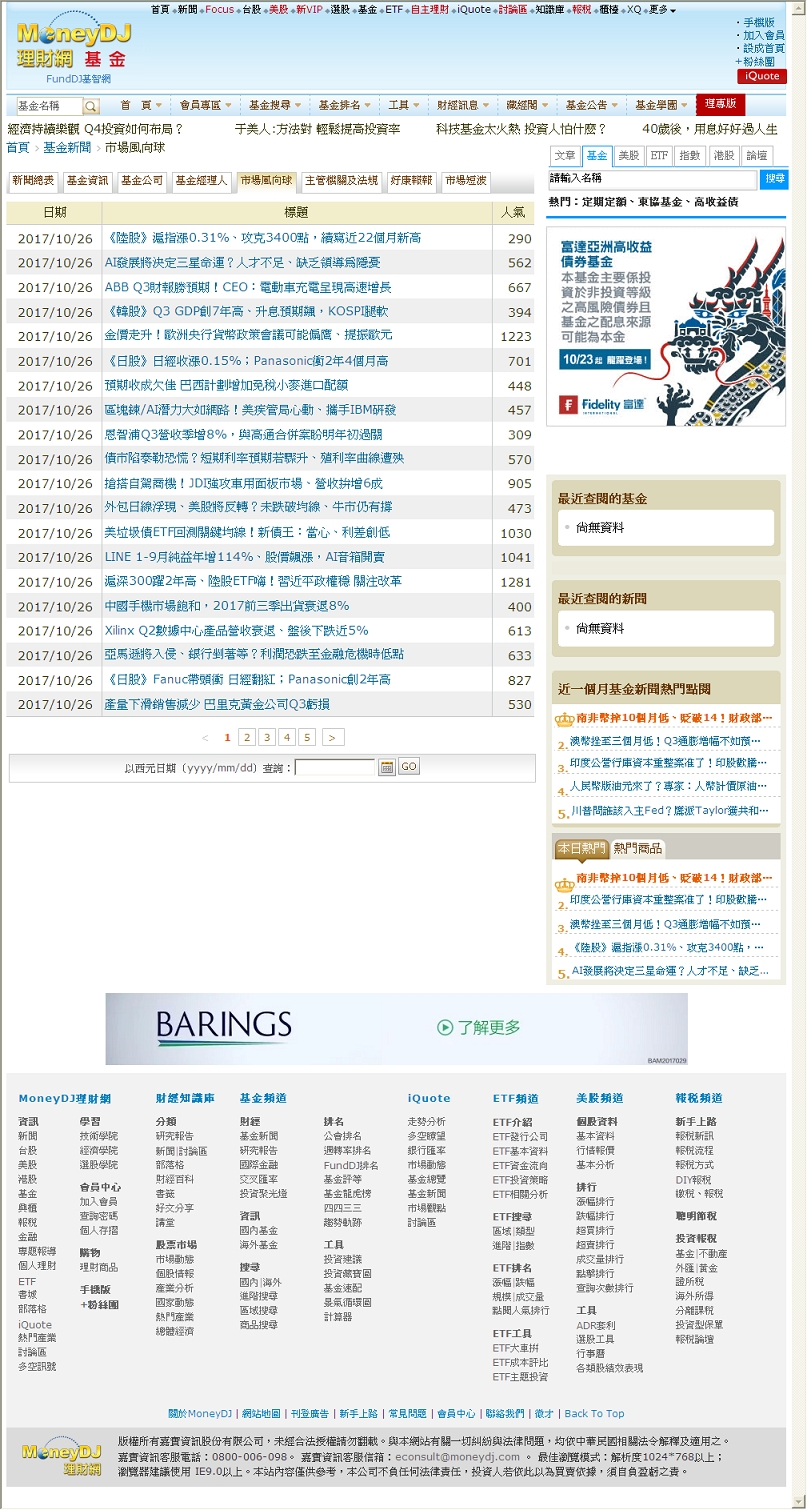 首頁 新聞 Focus 台股 美股 新VIP 選股 基金 ETF 自主理財 iQuote 討論區 知識庫 報稅 櫃檯 XQ 更多
MoneyDJ
理財網 基金
FundDJ基智網
手機版
加入會員
設成首頁
+粉絲團
iQuote
基金名稱 首 頁 會員專區 基金搜尋 基金排名 工具 財經訊息 藏經閣 基金公告 基金學園 理專版
經濟持續樂觀 Q4投資如何布局？ 于美人:方法對 輕鬆提高投資率 科技基金太火熱 投資人怕什麼？ 40歲後，用息好好過人生
首頁 > 基金新聞 > 市場風向球
文章 基金 美股 ETF 指數 港股 論壇
新聞總表 基金資訊 基金公司 基金經理人 市場風向球 主管機關及法規 好康報報 市場短波
請輸入名稱 搜尋
熱門：定期定額、東協基金、高收益債
日期 標題 人氣
2017/10/26 《陸股》滬指漲0.31%、攻克3400點，續寫近22個月新高 290
2017/10/26 AI發展將決定三星命運？人才不足、缺乏領導為隱憂 562
2017/10/26 ABB Q3財報勝預期！CEO：電動車充電呈現高速增長 667
2017/10/26 《韓股》Q3 GDP創7年高、升息預期飆，KOSPI腿軟 394
2017/10/26 金價走升！歐洲央行貨幣政策會議可能偏鷹、提振歐元 1223
2017/10/26 《日股》日經收漲0.15%；Panasonic衝2年4個月高 701
2017/10/26 預期收成欠佳 巴西計劃增加免稅小麥進口配額 448
2017/10/26 區塊鍊/AI潛力大如網路！美疾管局心動、攜手IBM研發 457
2017/10/26 恩智浦Q3營收季增8%，與高通合併案盼明年初過關 309
2017/10/26 債市陷泰勒恐慌？短期利率預期若驟升、殖利率曲線遭殃 570
2017/10/26 搶搭自駕商機！JDI強攻車用面板市場、營收拚增6成 905
2017/10/26 外包日線浮現、美股將反轉？未跌破均線、牛市仍有撐 473
2017/10/26 美垃圾債ETF回測關鍵均線！新債王：當心、利差創低 1030
2017/10/26 LINE 1-9月純益年增114%、股價飆漲，AI音箱開賣 1041
2017/10/26 滬深300躍2年高、陸股ETF嗨！習近平政權穩 關注改革 1281
2017/10/26 中國手機市場飽和，2017前三季出貨衰退8% 400
2017/10/26 Xilinx Q2數據中心產品營收衰退、盤後下跌近5% 613
2017/10/26 亞馬遜將入侵、銀行剉著等？利潤恐跌至金融危機時低點 633
2017/10/26 《日股》Fanuc帶頭衝 日經翻紅；Panasonic創2年高 827
2017/10/26 產量下滑銷售減少 巴里克黃金公司Q3虧損 530
< 1 2 3 4 5 >
以西元日期〔yyyy/mm/dd〕查詢： GO
富達亞洲高收益
債券基金
本基金主要係投
資於非投資等級
之高風險債券且
基金之配息來源
可能為本金
10/23起 龍躍登場！
Fidelity 富達
INTERNATIONAL
最近查閱的基金
尚無資料
最近查閱的新聞
尚無資料
近一個月基金新聞熱門點閱
南非幣摔10個月低、貶破14！財政部…
2. 澳幣挫至三個月低！Q3通膨增幅不如預…
3. 印度公營行庫資本重整案准了！印股歡騰…
4. 人民幣版油元來了？專家：人幣計價原油…
5. 川普問誰該入主Fed？鷹派Taylor獲共和…
本日熱門 熱門商品
南非幣摔10個月低、貶破14！財政部…
2. 印度公營行庫資本重整案准了！印股歡騰…
3. 澳幣挫至三個月低！Q3通膨增幅不如預…
4. 《陸股》滬指漲0.31%、攻克3400點，…
5. AI發展將決定三星命運？人才不足、缺乏…
BARINGS 了解更多
BAM2017029
MoneyDJ理財網
資訊
新聞
台股
美股
港股
基金
興櫃
報稅
金融
專題報導
個人理財
ETF
書城
部落格
iQuote
熱門產業
討論區
多空訊號
學習
技術學院
經濟學院
選股學院
會員中心
加入會員
查詢密碼
個人存摺
購物
理財商品
手機版
+粉絲團
財經知識庫
分類
研究報告
新聞|討論區
部落格
財經百科
書籤
好文分享
講堂
股票市場
市場動態
個股情報
產業分析
國家動態
熱門產業
總體經濟
基金頻道
財經
基金新聞
研究報告
國際金融
交叉匯率
投資聚光燈
資訊
國內基金
海外基金
搜尋
國內|海外
進階搜尋
區域搜尋
商品搜尋
排名
公會排名
週轉率排名
FundDJ排名
基金評等
基金龍虎榜
四四三三
趨勢軌跡
工具
投資建議
投資藏寶圖
基金速配
景氣循環圖
計算器
iQuote
走勢分析
多空瞭望
銀行匯率
市場動態
基金總覽
基金新聞
市場觀點
討論區
ETF頻道
ETF介紹
ETF發行公司
ETF基本資料
ETF資金流向
ETF投資策略
ETF相關分析
ETF搜尋
區域|類型
進階|指數
ETF排名
漲幅|跌幅
規模|成交量
點閱人氣排行
ETF工具
ETF大車拚
ETF成本評比
ETF主題投資
美股頻道
個股資料
基本資料
行情報價
基本分析
排行
漲幅排行
跌幅排行
超買排行
超賣排行
成交量排行
點擊排行
查詢次數排行
工具
ADR套利
選股工具
行事曆
各類股績效表現
報稅頻道
新手上路
報稅新訊
報稅流程
報稅方式
DIY報稅
繳稅、報稅
聰明節稅
投資報稅
基金|不動產
外匯|黃金
證所稅
海外所得
分離課稅
投資型保單
報稅論壇
關於MoneyDJ | 網站地圖 | 刊登廣告 | 新手上路 | 常見問題 | 會員中心 | 聯絡我們 | 徵才 | Back To Top
MoneyDJ
理財網
版權所有嘉實資訊股份有限公司，未經合法授權請勿翻載。與本網站有關一切糾紛與法律問題，均依中華民國相關法令解釋及適用之。
嘉實資訊客服電話：0800-006-098。 嘉實資訊客服信箱：econsult@moneydj.com 。 最佳瀏覽模式：解析度1024*768以上；
瀏覽器建議使用 IE9.0以上。本站內容僅供參考，本公司不負任何法律責任，投資人若依此以為買賣依據，須自負盈虧之責。